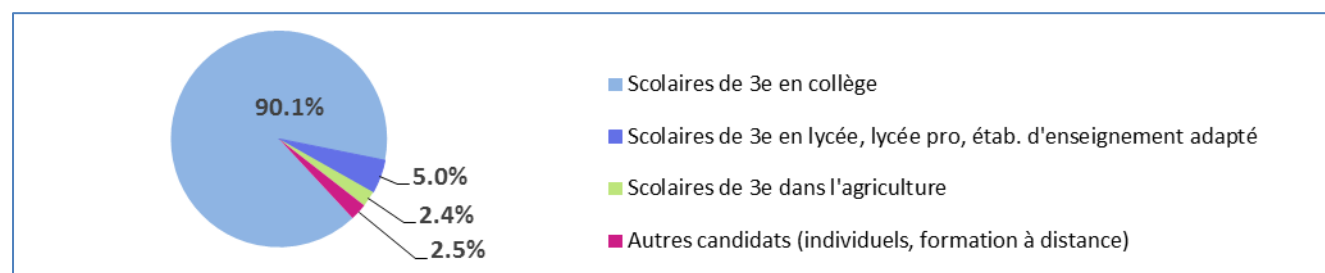 90.1%
5.0%
2.4%
2.5%
Scolaires de 3e en collège
Scolaires de 3e en lycée, lycée pro, étab. d'enseignement adapté
Scolaires de 3e dans l'agriculture
Autres candidats (individuels, formation à distance)